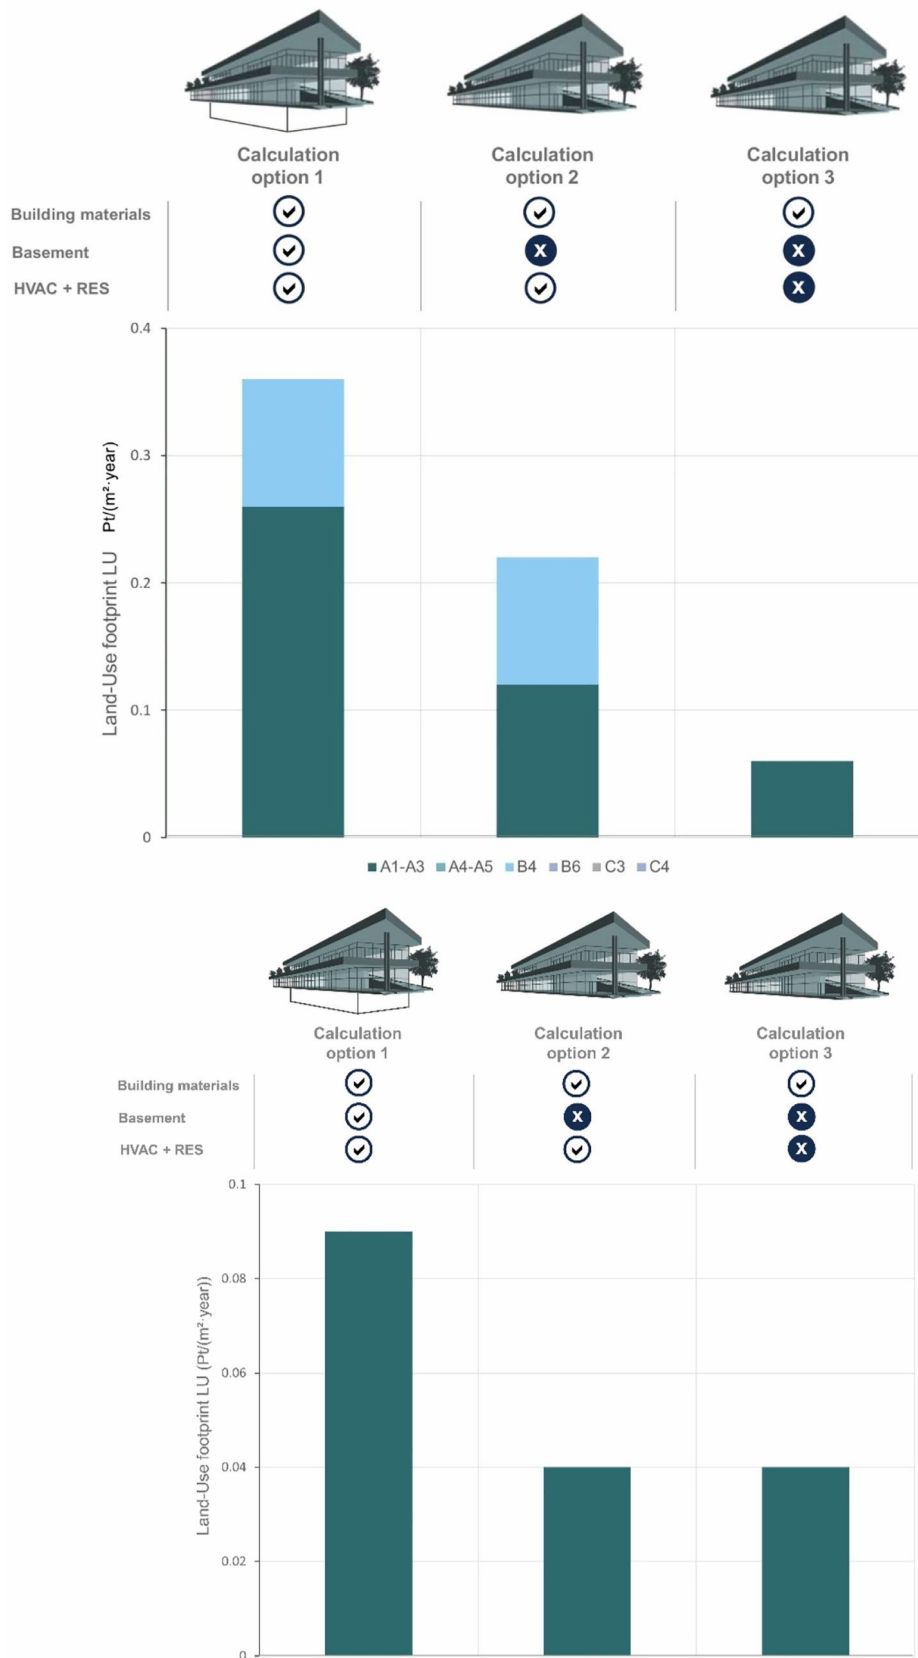 Calculation
option 1
Calculation
option 2
Calculation
option 3
Building materials
Basement
X
X
HVAC + RES
X
0.4
0.3
0.2
0.1
0
Land-Use footprint LU Pt/(m²·year)
A1-A3 A4-A5 B4 B6 C3 C4
Calculation
option 1
Calculation
option 2
Calculation
option 3
Building materials
Basement
X
X
HVAC + RES
X
0.1
0.08
0.06
0.04
0.02
0
Land-Use footprint LU (Pt/(m²·year))